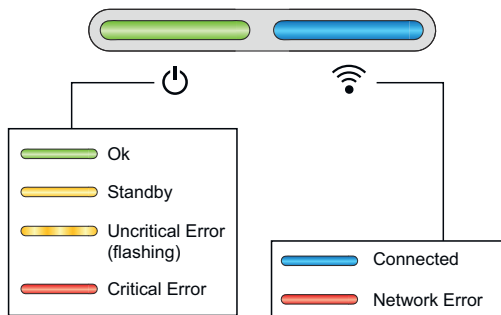 Ok
Standby
Uncritical Error
(flashing)
Critical Error
Connected
Network Error